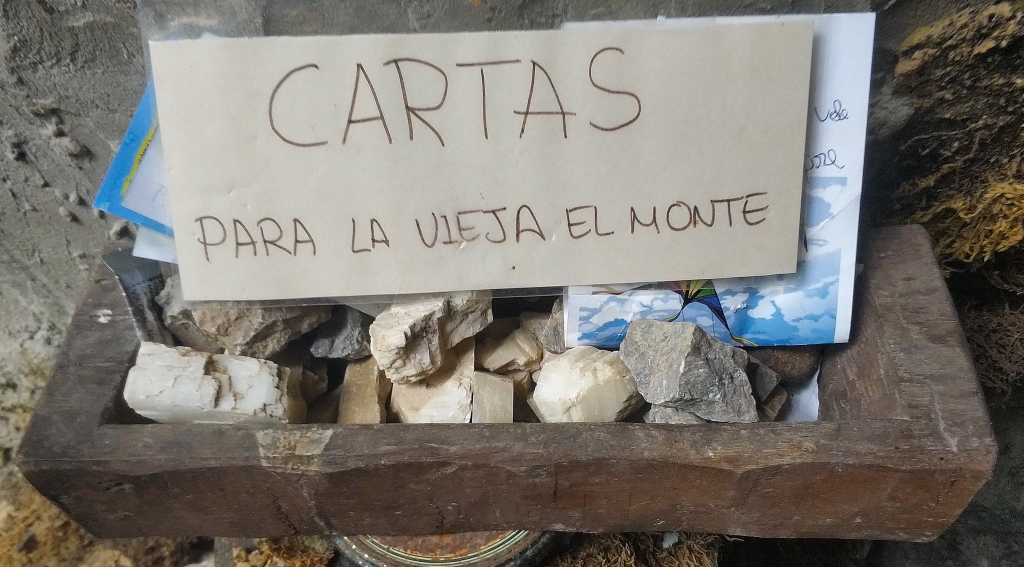 CARTAS
PARA LA VIEJA EL MONTE